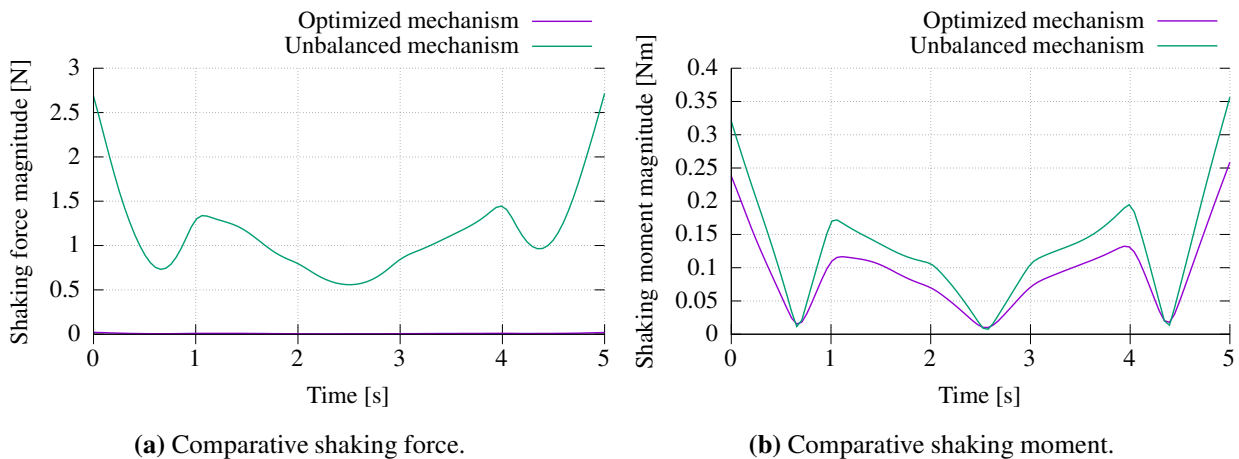 Optimized mechanism
Unbalanced mechanism
Shaking force magnitude [N]
3
2.5
2
1.5
1
0.5
0
0 1 2 3 4 5
Time [s]
(a) Comparative shaking force.
Optimized mechanism
Unbalanced mechanism
Shaking moment magnitude [Nm]
0.4
0.35
0.3
0.25
0.2
0.15
0.1
0.05
0
0 1 2 3 4 5
Time [s]
(b) Comparative shaking moment.